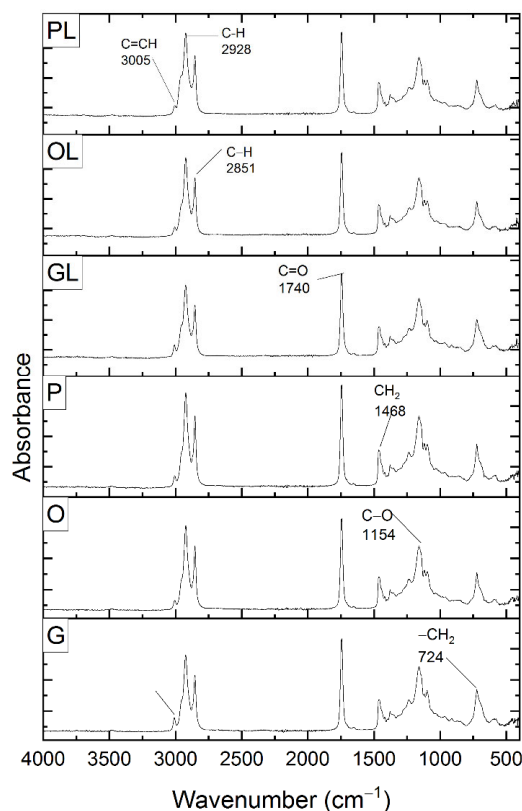 PL
C=CH
3005
C-H
2928
OL
C−H
2851
GL
C=O
1740
P
CH₂
1468
O
C−O
1154
G
−CH₂
724
Absorbance
4000 3500 3000 2500 2000 1500 1000 500
Wavenumber (cm⁻¹)